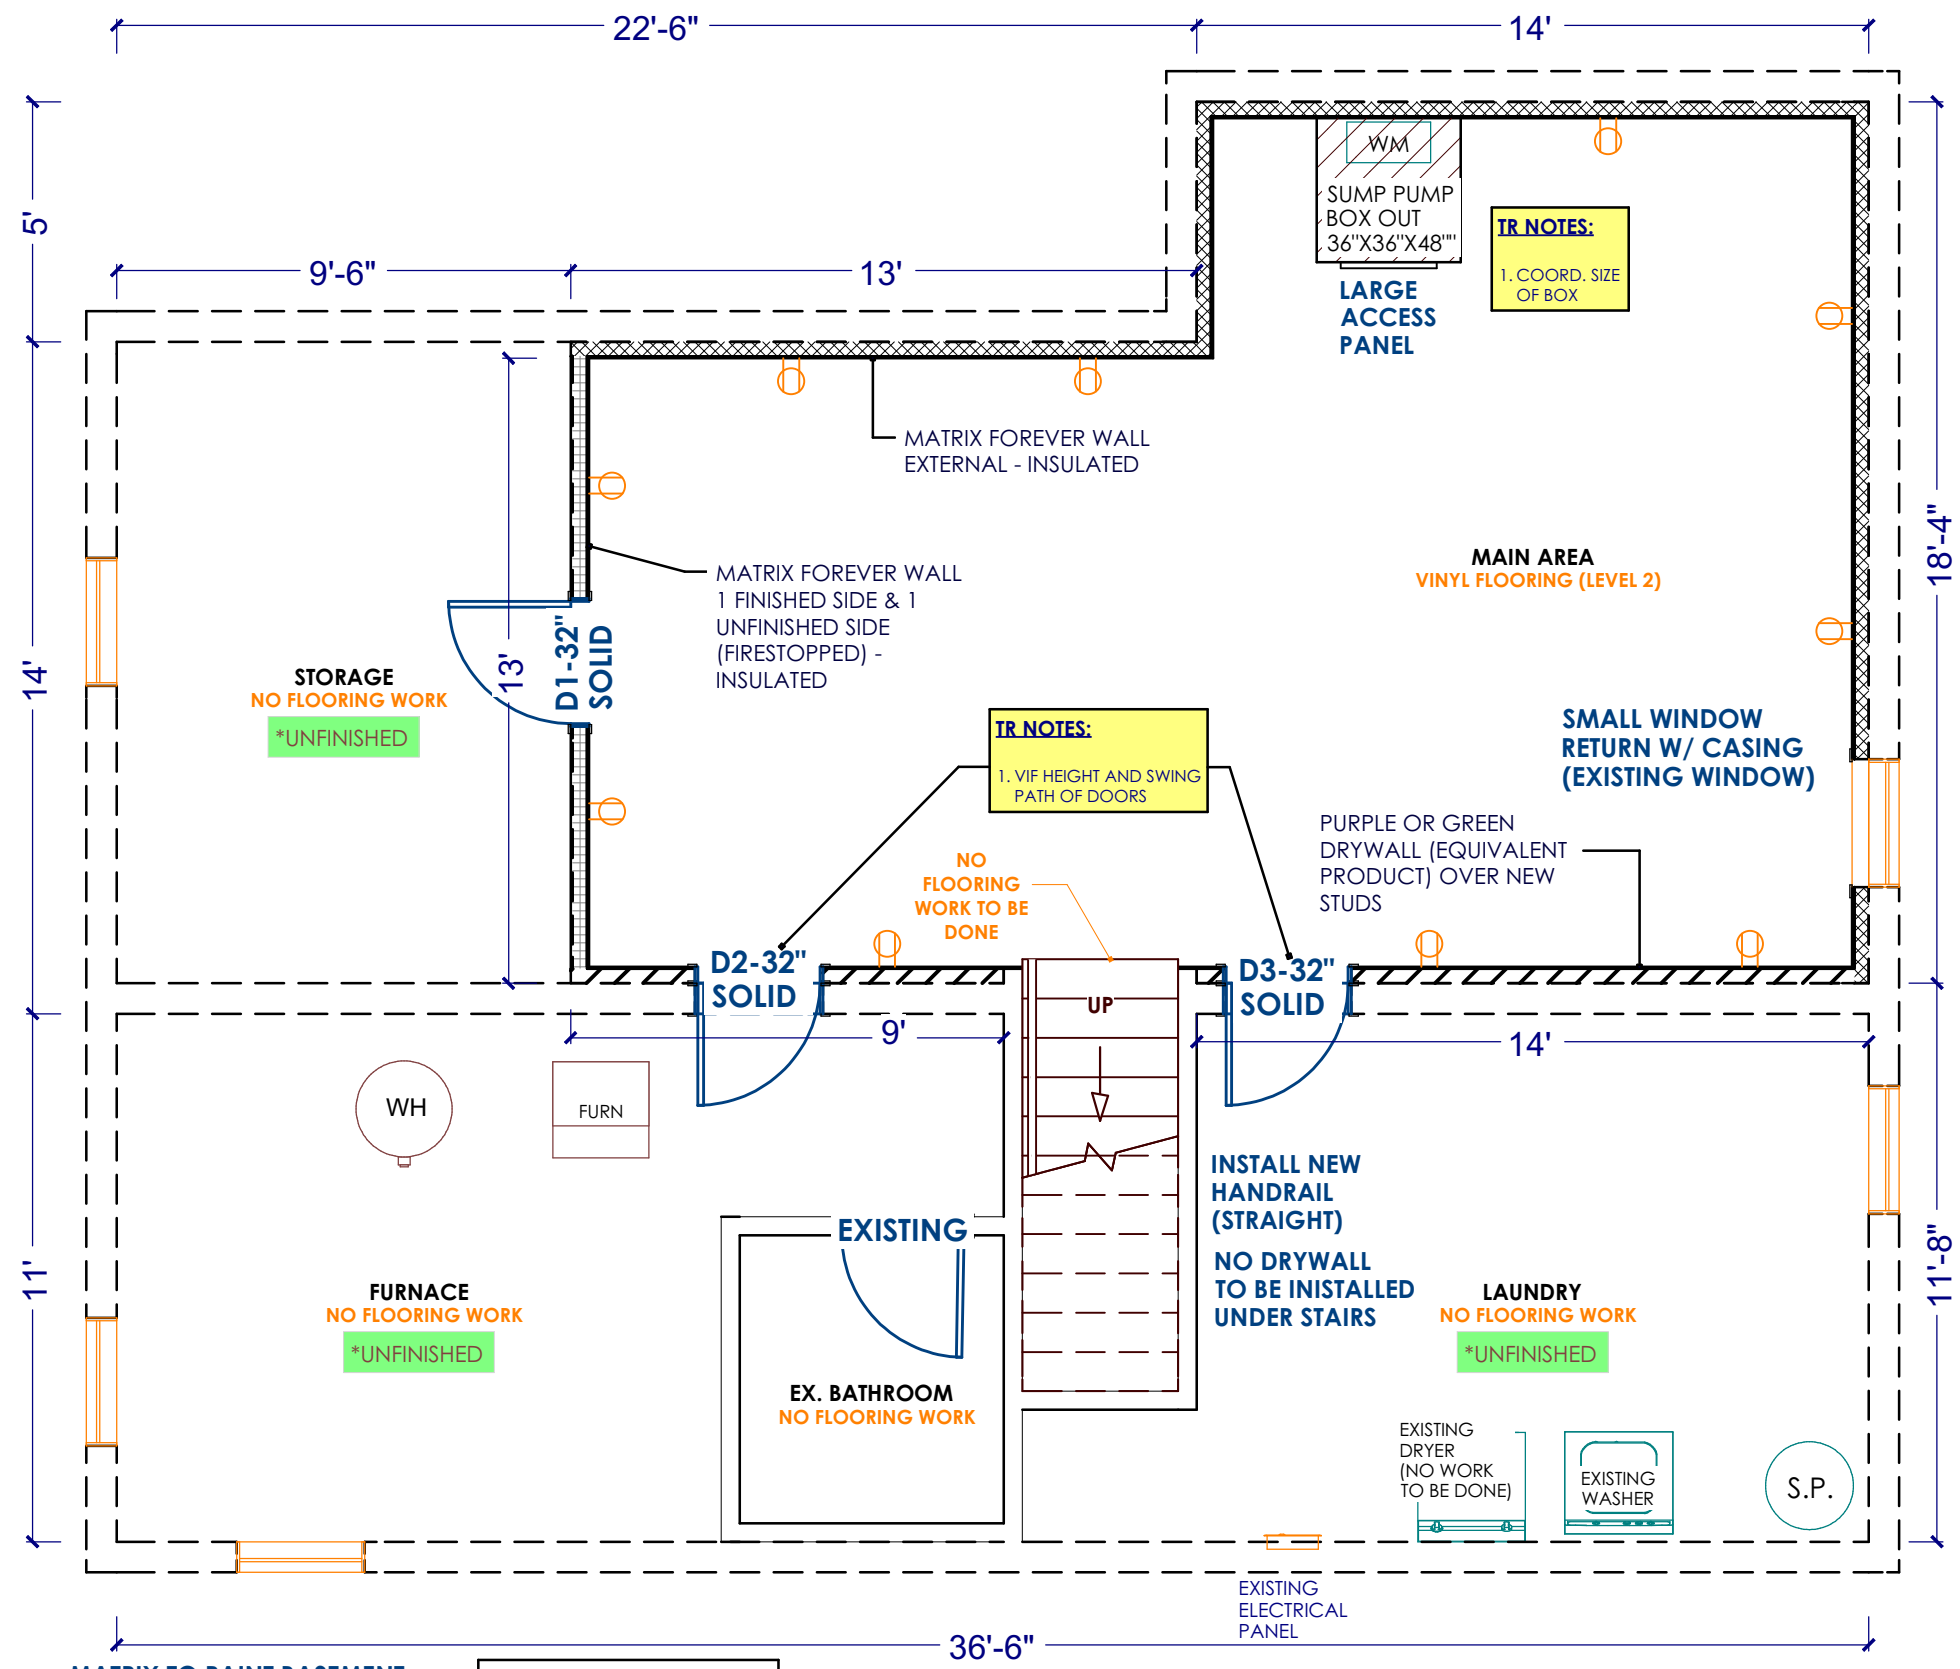 22'-6"
14'
5'
9'-6"
13'
WM
SUMP PUMP
BOX OUT
36"X36"X48""
TR NOTES:
1. COORD. SIZE
OF BOX
LARGE
ACCESS
PANEL
MATRIX FOREVER WALL
EXTERNAL - INSULATED
18'-4"
MAIN AREA
VINYL FLOORING (LEVEL 2)
MATRIX FOREVER WALL
1 FINISHED SIDE & 1
UNFINISHED SIDE
(FIRESTOPPED) -
INSULATED
14'
13'
D1-32"
SOLID
STORAGE
NO FLOORING WORK
*UNFINISHED
TR NOTES:
1. VIF HEIGHT AND SWING
PATH OF DOORS
SMALL WINDOW
RETURN W/ CASING
(EXISTING WINDOW)
PURPLE OR GREEN
DRYWALL (EQUIVALENT
PRODUCT) OVER NEW
STUDS
NO
FLOORING
WORK TO BE
DONE
D2-32"
SOLID
D3-32"
SOLID
UP
9'
14'
WH
FURN
INSTALL NEW
HANDRAIL
(STRAIGHT)
NO DRYWALL
TO BE INISTALLED
UNDER STAIRS
EXISTING
11'
11'-8"
FURNACE
NO FLOORING WORK
*UNFINISHED
LAUNDRY
NO FLOORING WORK
*UNFINISHED
EX. BATHROOM
NO FLOORING WORK
EXISTING
DRYER
(NO WORK
TO BE DONE)
EXISTING
WASHER
S.P.
EXISTING
ELECTRICAL
PANEL
36'-6"
MATRIX TO PAINT BASEMENT